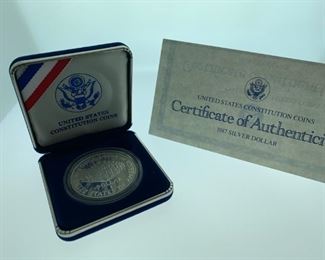 UNITED STATES
CONSTITUTION COINS
UNITED STATES CONSTITUTION COINS
Certificate of Authentici
1987 SILVER DOLLAR